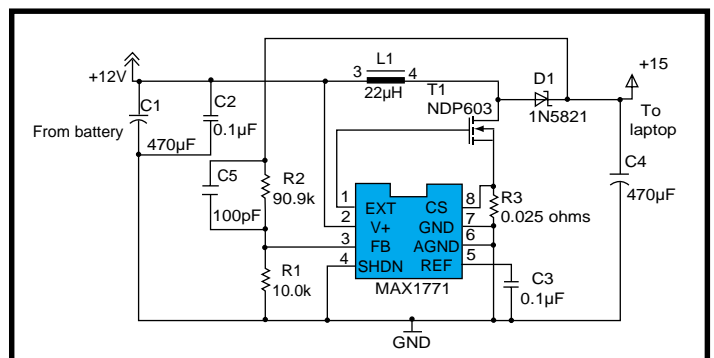 +12V
From battery
C1
470µF
C2
0.1µF
C5
100pF
R2
90.9k
R1
10.0k
3 L1 4
22µH
T1
NDP603
D1
1N5821
+15
To
laptop
C4
470µF
R3
0.025 ohms
1 EXT CS 8
2 V+ GND 7
3 FB AGND 6
4 SHDN REF 5
MAX1771
C3
0.1µF
GND